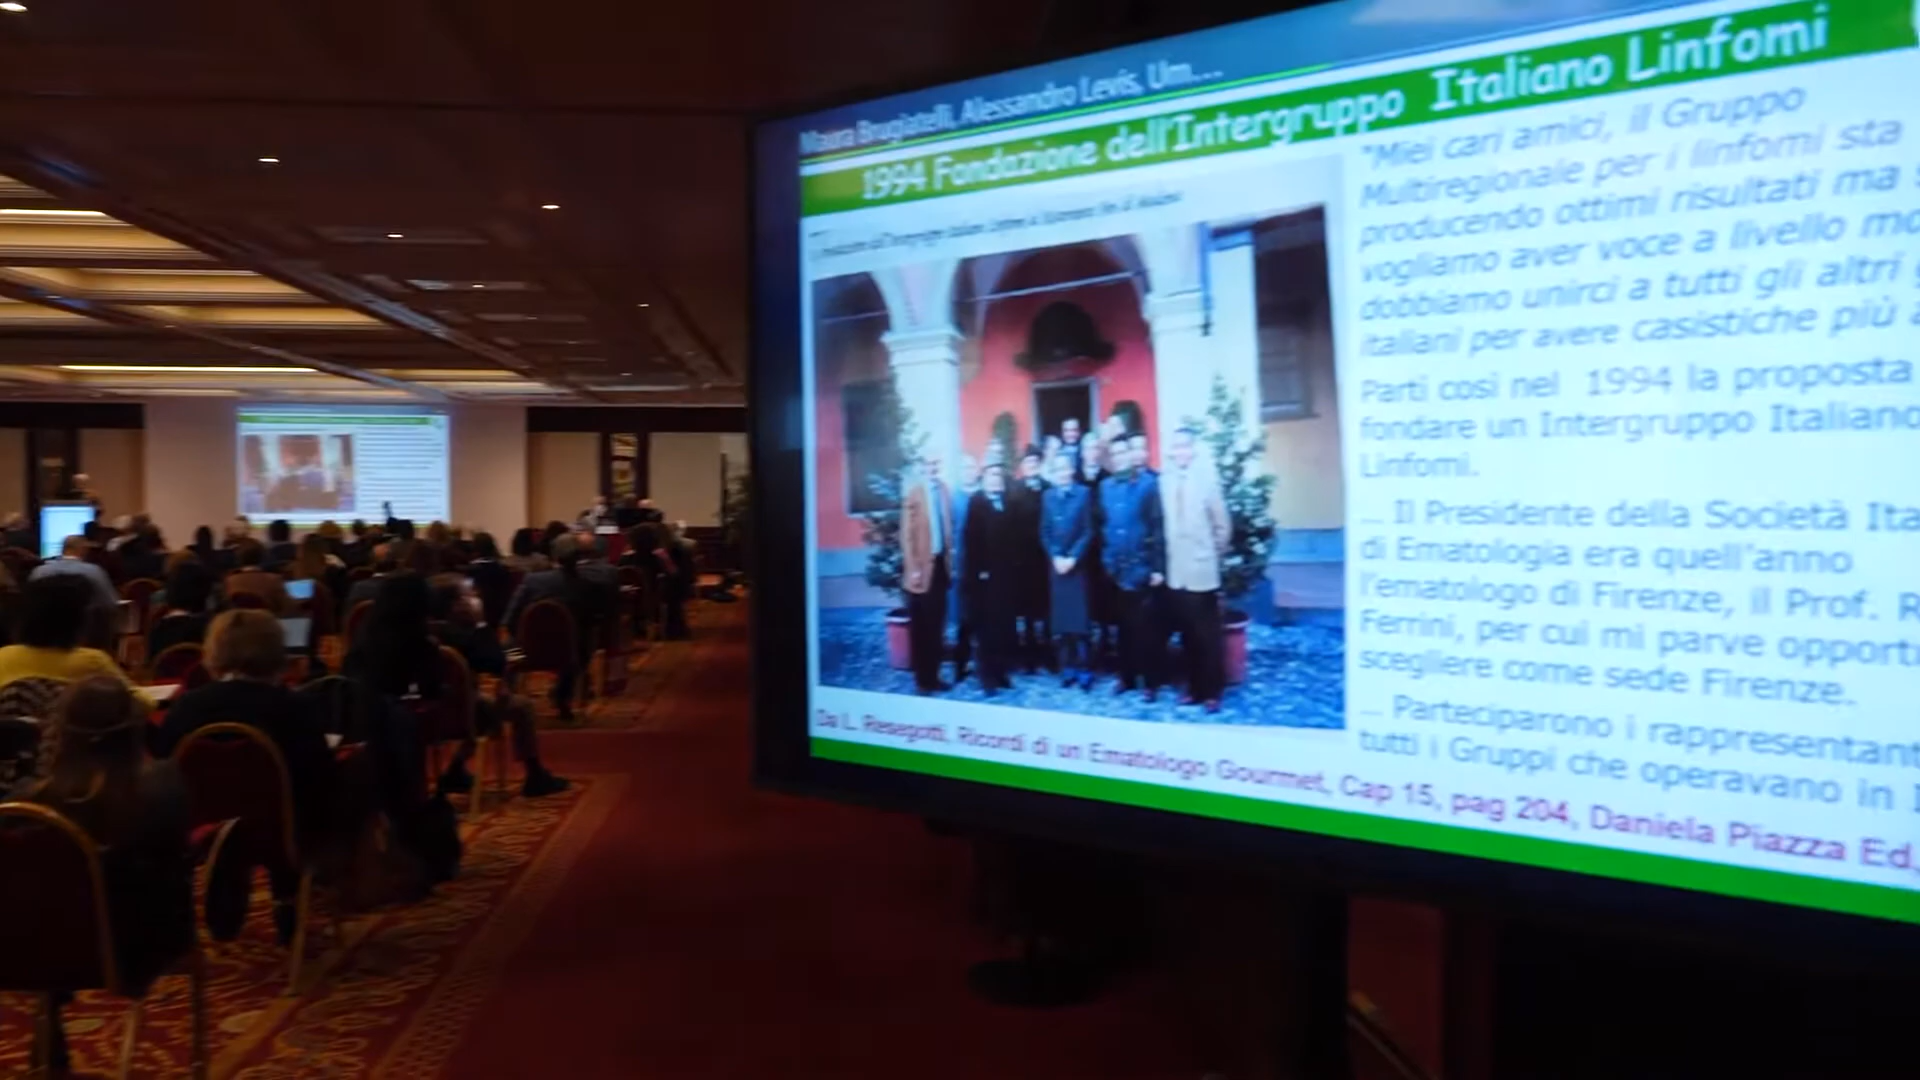 Maura Brugiatelli, Alessandro Levis, Um...
1994 Fondazione dell'Intergruppo Italiano Linfomi
"Miei cari amici, il Gruppo
Multiregionale per i linfomi sta
producendo ottimi risultati ma
vogliamo aver voce a livello mo
dobbiamo unirci a tutti gli altri
italiani per avere casistiche più
Partì così nel 1994 la proposta
fondare un Intergruppo Italiano
Linfomi.
... Il Presidente della Società Ita
di Ematologia era quell'anno
l'ematologo di Firenze, il Prof. R
Ferrini, per cui mi parve opport
scegliere come sede Firenze.
... Parteciparono i rappresentant
tutti i Gruppi che operavano in I
Da L. Resegotti, Ricordi di un Ematologo Gourmet, Cap 15, pag 204, Daniela Piazza Ed.,